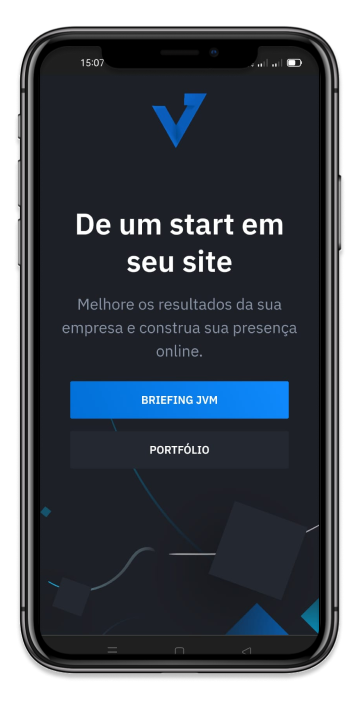 15:07
De um start em
seu site
Melhore os resultados da sua
empresa e construa sua presença
online.
BRIEFING JVM
PORTFÓLIO